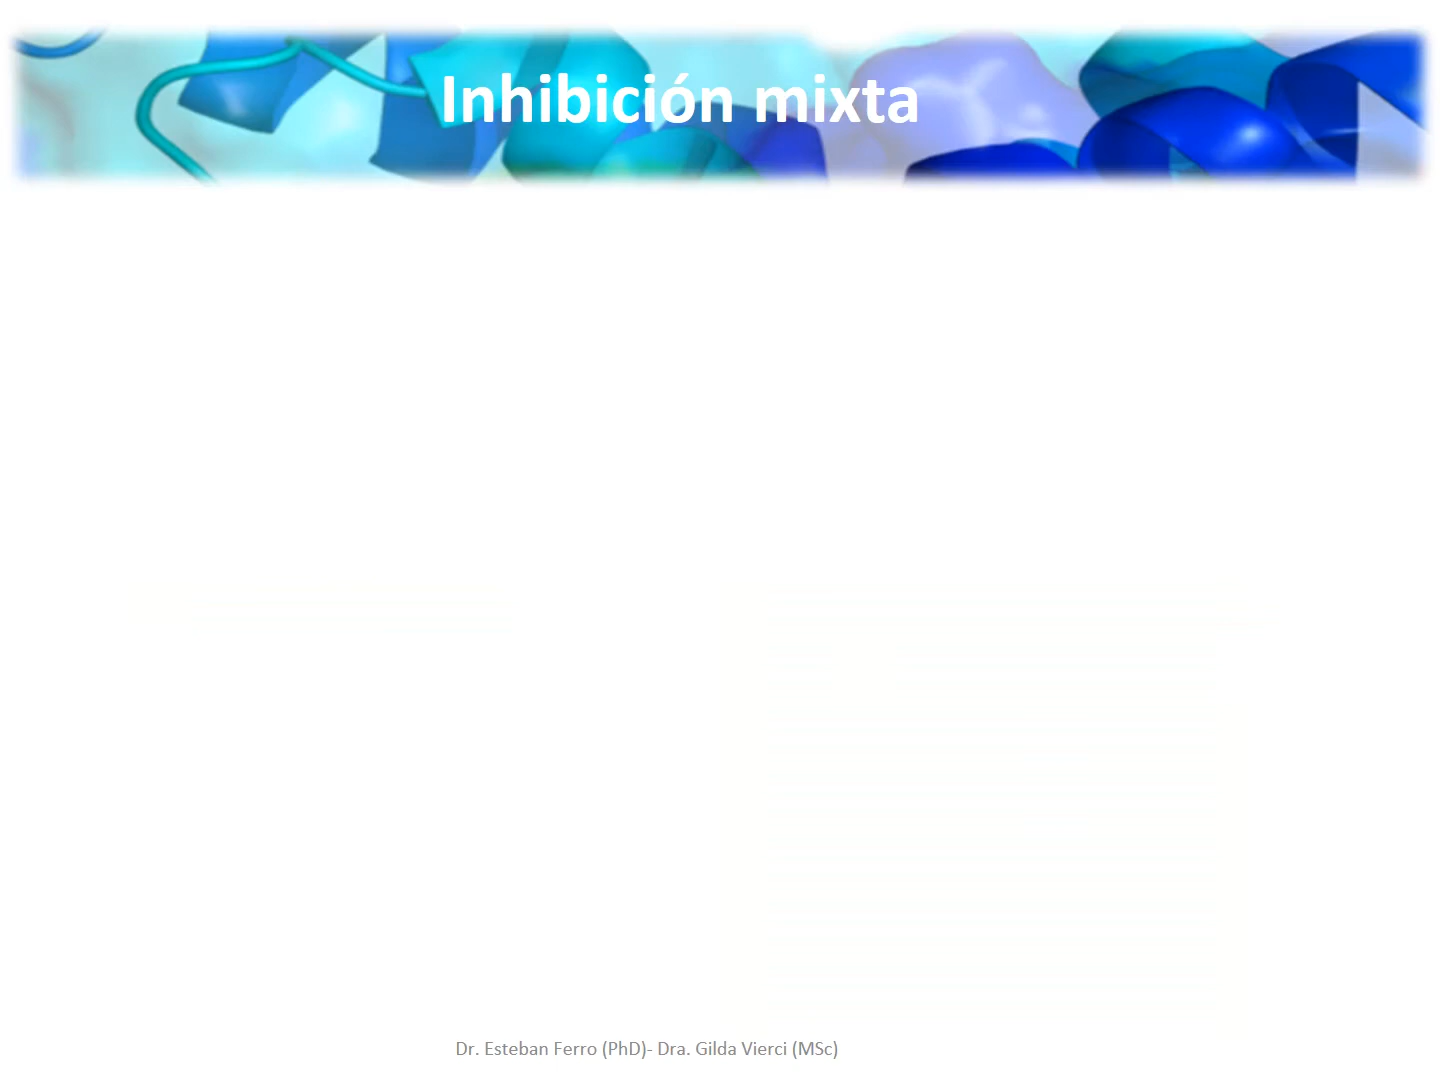 Inhibición mixta
Dr. Esteban Ferro (PhD)- Dra. Gilda Vierci (MSc)